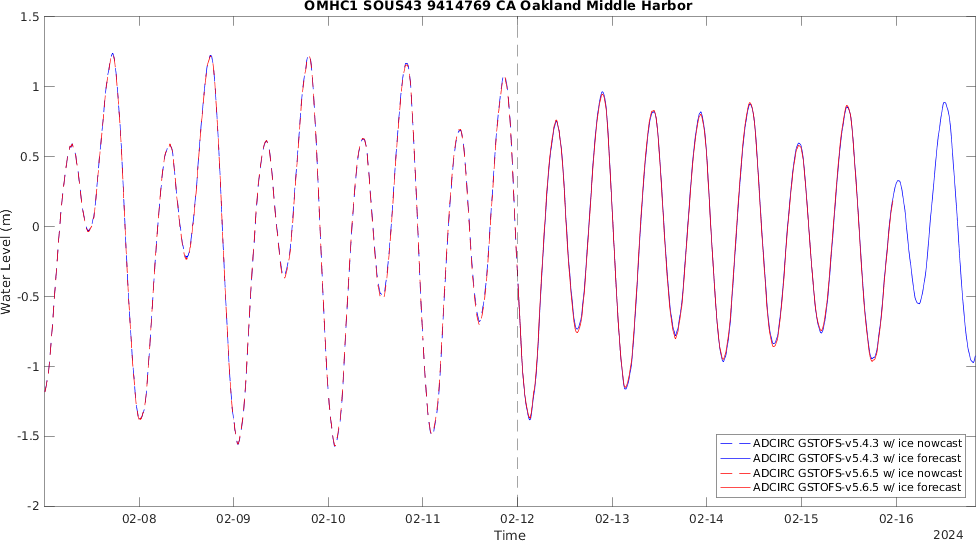 OMHC1 SOUS43 9414769 CA Oakland Middle Harbor
1.5
1
0.5
0
-0.5
-1
-1.5
-2
Water Level (m)
ADCIRC GSTOFS-v5.4.3 w/ ice nowcast
ADCIRC GSTOFS-v5.4.3 w/ ice forecast
ADCIRC GSTOFS-v5.6.5 w/ ice nowcast
ADCIRC GSTOFS-v5.6.5 w/ ice forecast
02-08 02-09 02-10 02-11 02-12 02-13 02-14 02-15 02-16
Time
2024